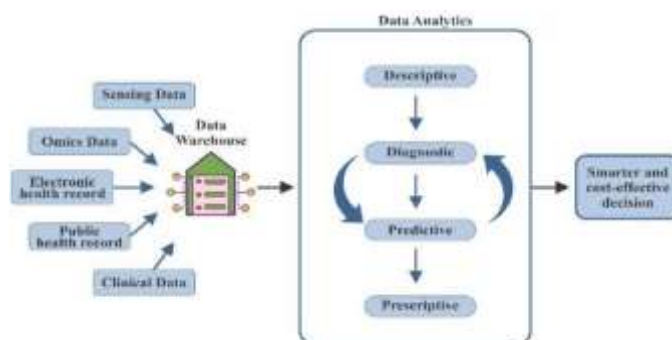 Data Analytics
Sensing Data
Omics Data
Electronic
health record
Public
health record
Clinical Data
Data
Warehouse
Descriptive
Diagnostic
Predictive
Prescriptive
Smarter and
cost-effective
decision